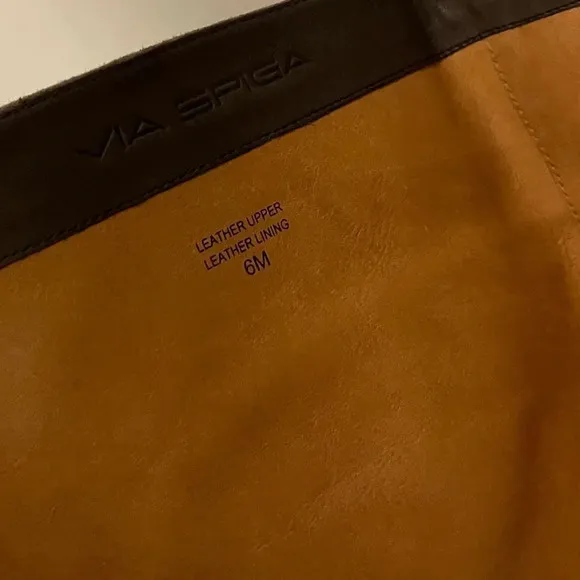 VIA SPIGA
LEATHER UPPER
LEATHER LINING
6M